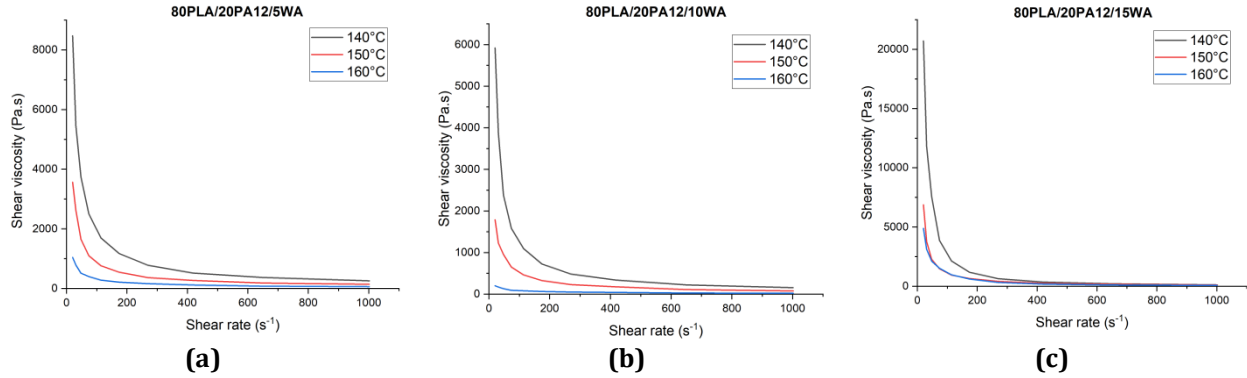 80PLA/20PA12/5WA
140°C
150°C
160°C
8000
6000
4000
2000
0
Shear viscosity (Pa.s)
0 200 400 600 800 1000
Shear rate (s⁻¹)
(a)
80PLA/20PA12/10WA
140°C
150°C
160°C
6000
5000
4000
3000
2000
1000
0
Shear viscosity (Pa.s)
0 200 400 600 800 1000
Shear rate (s⁻¹)
(b)
80PLA/20PA12/15WA
140°C
150°C
160°C
20000
15000
10000
5000
0
Shear viscosity (Pa.s)
0 200 400 600 800 1000
Shear rate (s⁻¹)
(c)